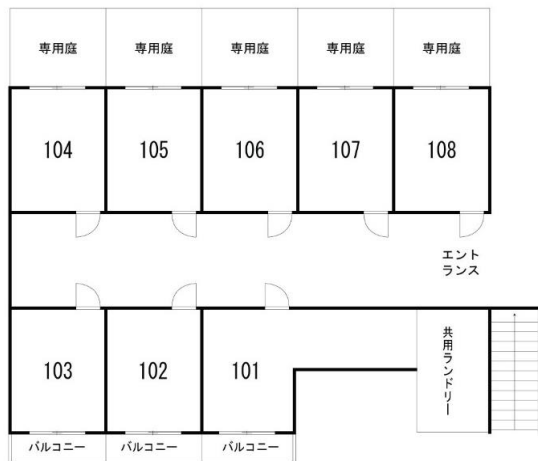 専用庭
専用庭
専用庭
専用庭
専用庭
104
105
106
107
108
エント
ランス
103
102
101
共用ランドリー
バルコニー
バルコニー
バルコニー